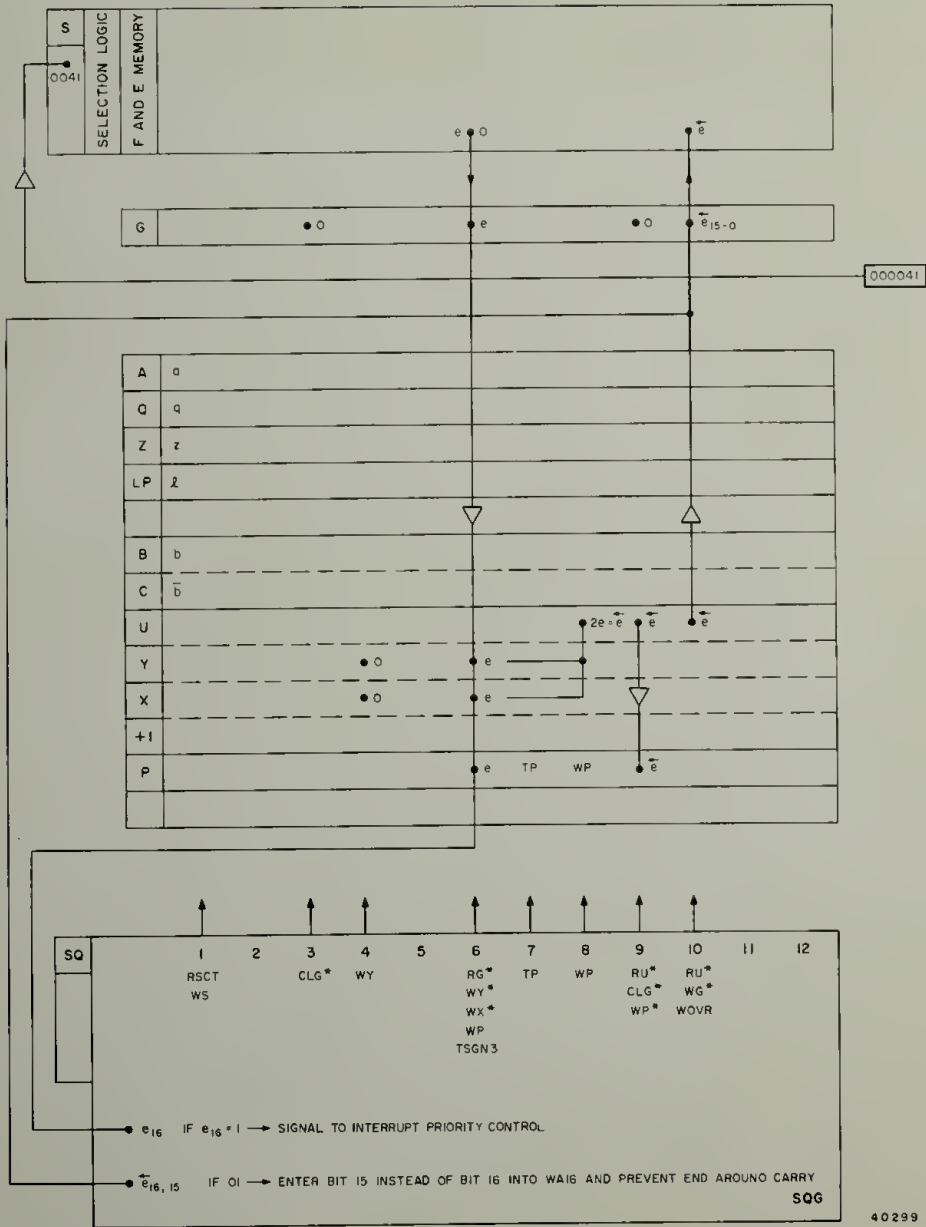 S
0041
SELECTION LOGIC
F AND E MEMORY
e 0
e
G
0
e
0
e15-0
000041
A a
Q q
Z z
LP ℓ
B b
C b̅
U 2e = e e e
Y 0 e
X 0 e
+1
P e TP WP e
SQ
1 2 3 4 5 6 7 8 9 10 11 12
RSCT CLG* WY RG* TP WP RU* RU*
WS WY* CLG* WG*
WX* WP* WOVR
WP
TSGN3
e16 IF e16 = 1 → SIGNAL TO INTERRUPT PRIORITY CONTROL
e16, 15 IF 01 → ENTER BIT 15 INSTEAD OF BIT 16 INTO WA16 AND PREVENT END AROUND CARRY
SQG
40299